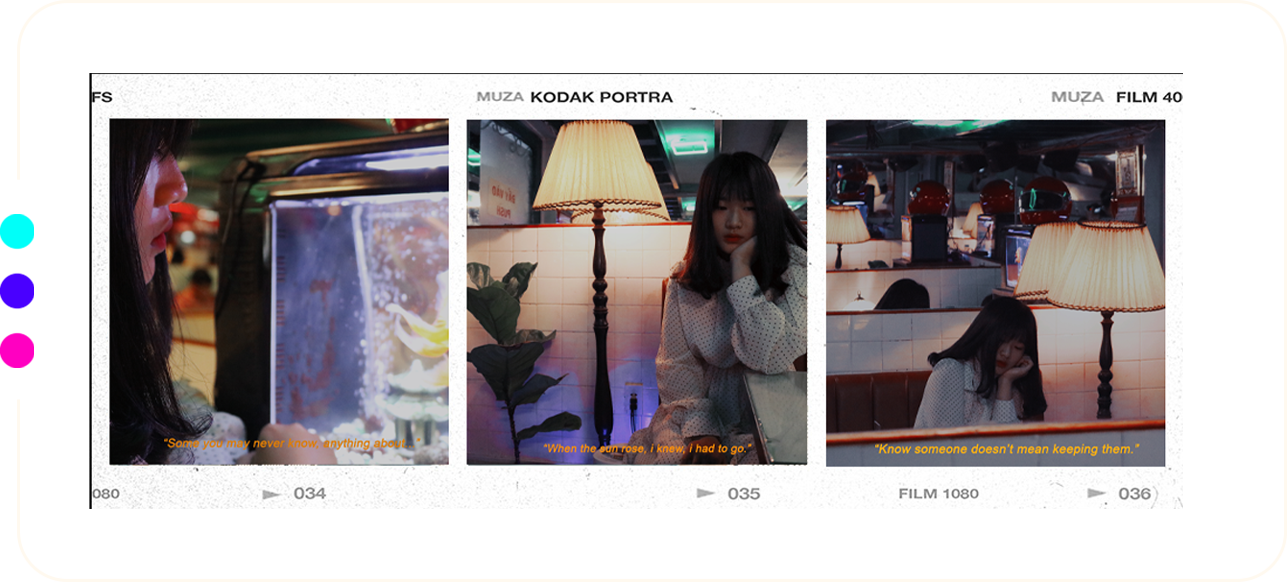 FS
MUZA KODAK PORTRA
MUZA FILM 40
"Some you may never know, anything about..."
"When the sun rose, i knew, i had to go."
"Know someone doesn't mean keeping them."
080
034
035
FILM 1080
036